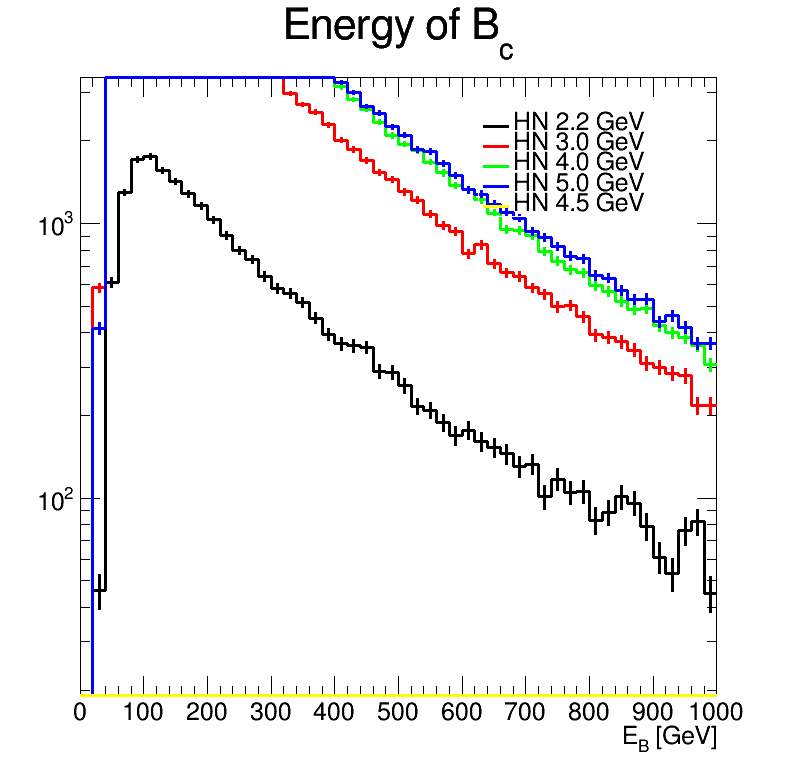 Energy of B_c
HN 2.2 GeV
HN 3.0 GeV
HN 4.0 GeV
HN 5.0 GeV
HN 4.5 GeV
10^3
10^2
0 100 200 300 400 500 600 700 800 900 1000
E_B [GeV]